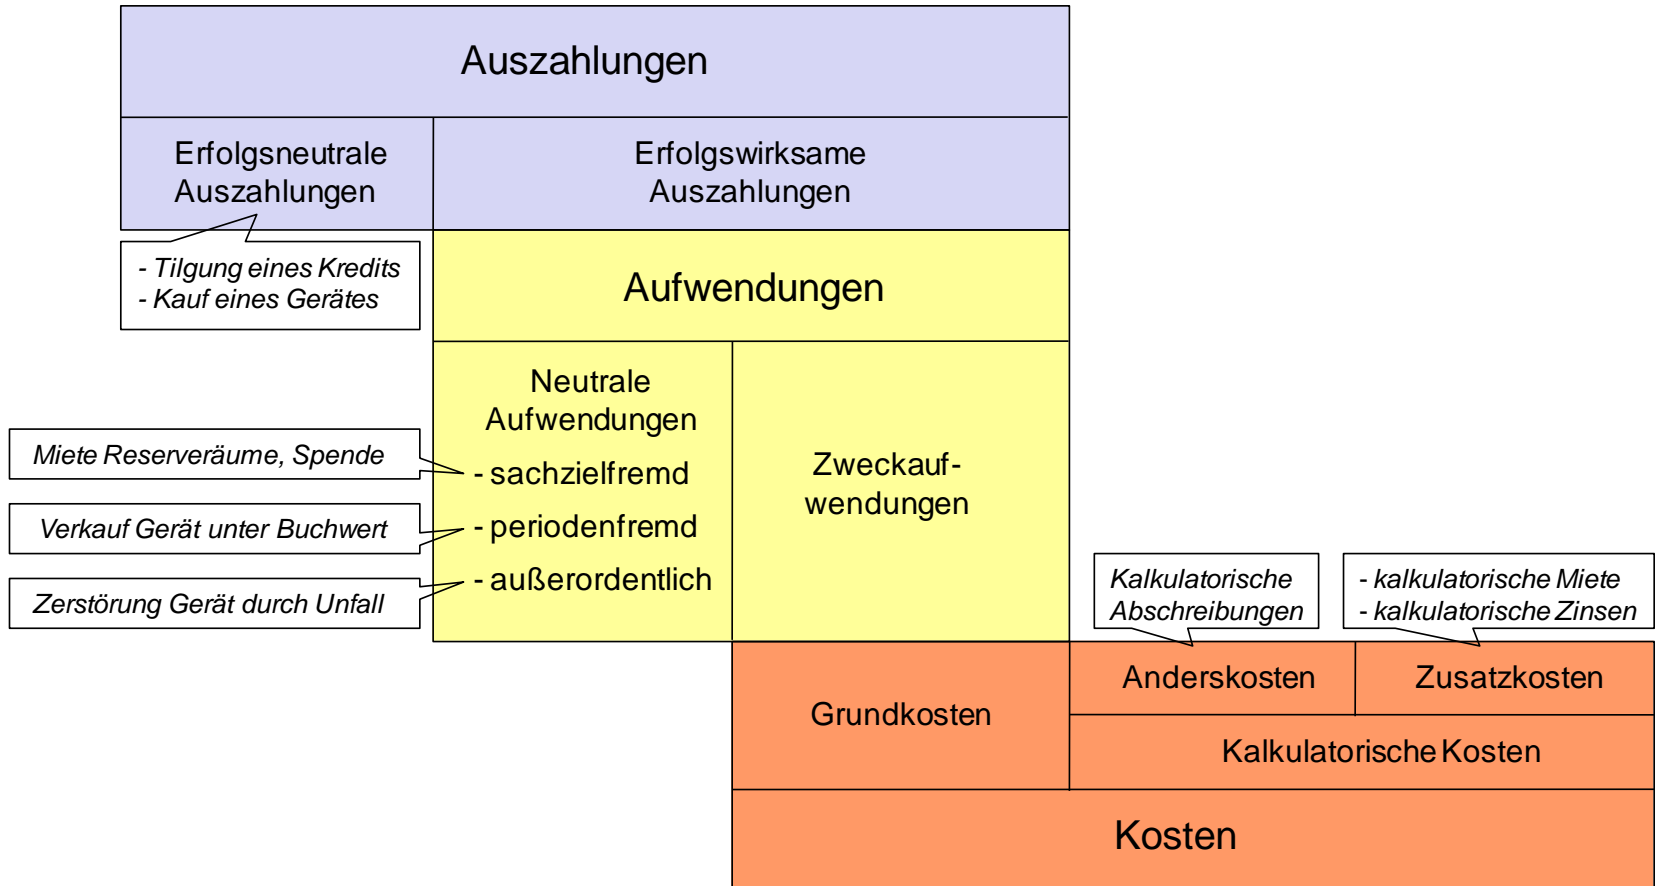 Auszahlungen
Erfolgsneutrale
Auszahlungen
Erfolgswirksame
Auszahlungen
- Tilgung eines Kredits
- Kauf eines Gerätes
Aufwendungen
Neutrale
Aufwendungen
- sachzielfremd
- periodenfremd
- außerordentlich
Miete Reserveräume, Spende
Verkauf Gerät unter Buchwert
Zerstörung Gerät durch Unfall
Zweckauf-
wendungen
Kalkulatorische
Abschreibungen
- kalkulatorische Miete
- kalkulatorische Zinsen
Grundkosten
Anderskosten
Zusatzkosten
Kalkulatorische Kosten
Kosten